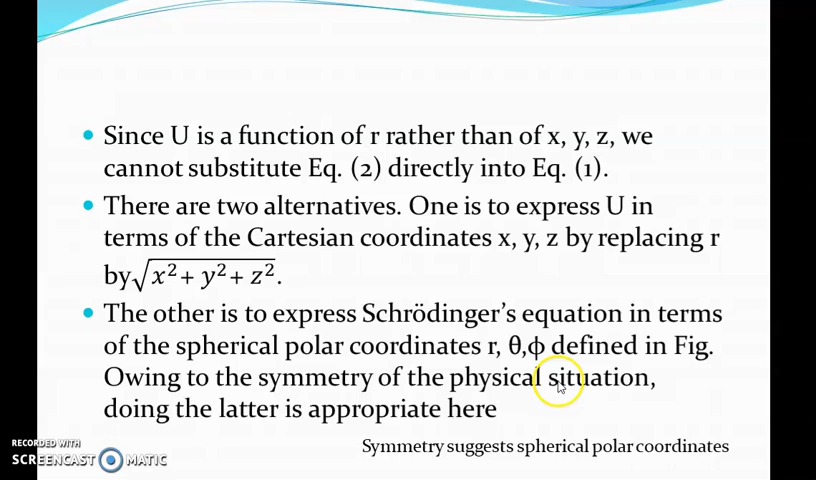 • Since U is a function of r rather than of x, y, z, we
cannot substitute Eq. (2) directly into Eq. (1).
• There are two alternatives. One is to express U in
terms of the Cartesian coordinates x, y, z by replacing r
by√x²+ y²+ z².
• The other is to express Schrödinger’s equation in terms
of the spherical polar coordinates r, θ,ϕ defined in Fig.
Owing to the symmetry of the physical situation,
doing the latter is appropriate here
Symmetry suggests spherical polar coordinates
RECORDED WITH
SCREENCAST MATIC